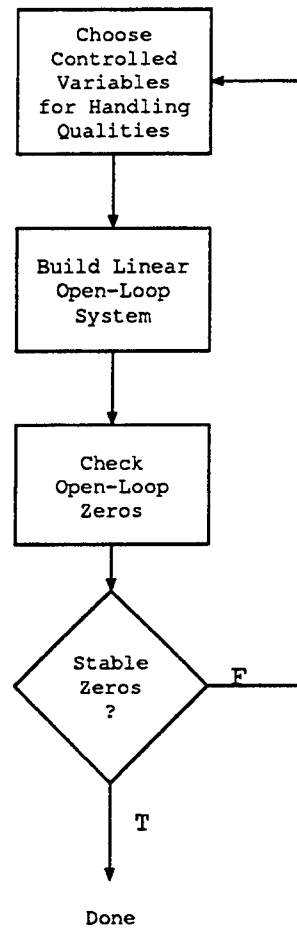 Choose
Controlled
Variables
for Handling
Qualities
Build Linear
Open-Loop
System
Check
Open-Loop
Zeros
Stable
Zeros
?
F
T
Done